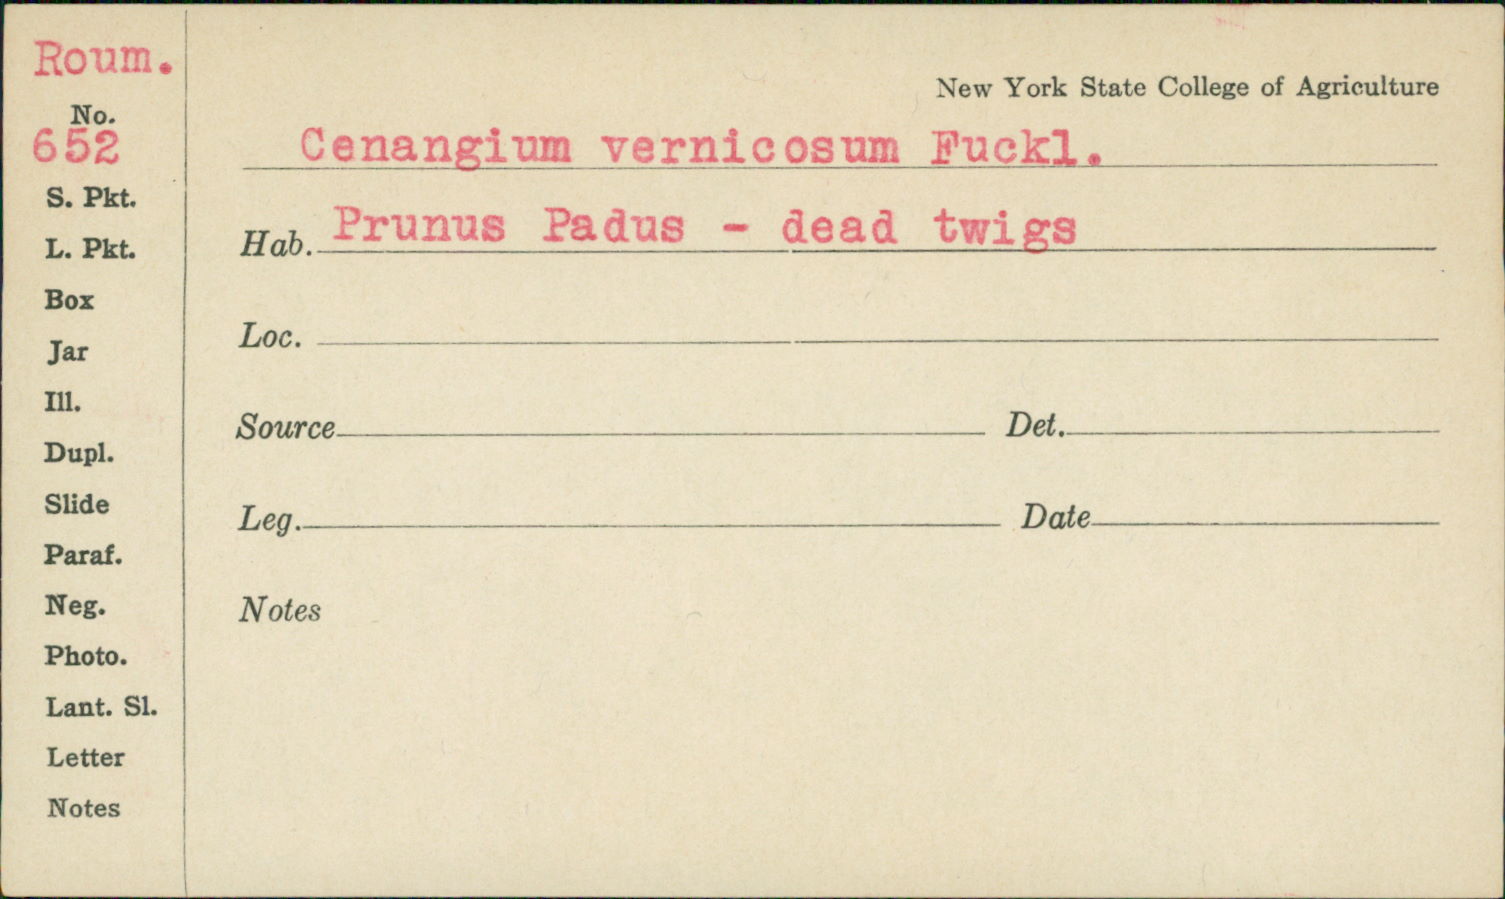 Roum.
No.
652
S. Pkt.
L. Pkt.
Box
Jar
Ill.
Dupl.
Slide
Paraf.
Neg.
Photo.
Lant. Sl.
Letter
Notes
New York State College of Agriculture
Cenangium vernicosum Fuckl.
Hab. Prunus Padus - dead twigs
Loc.
Source Det.
Leg. Date
Notes